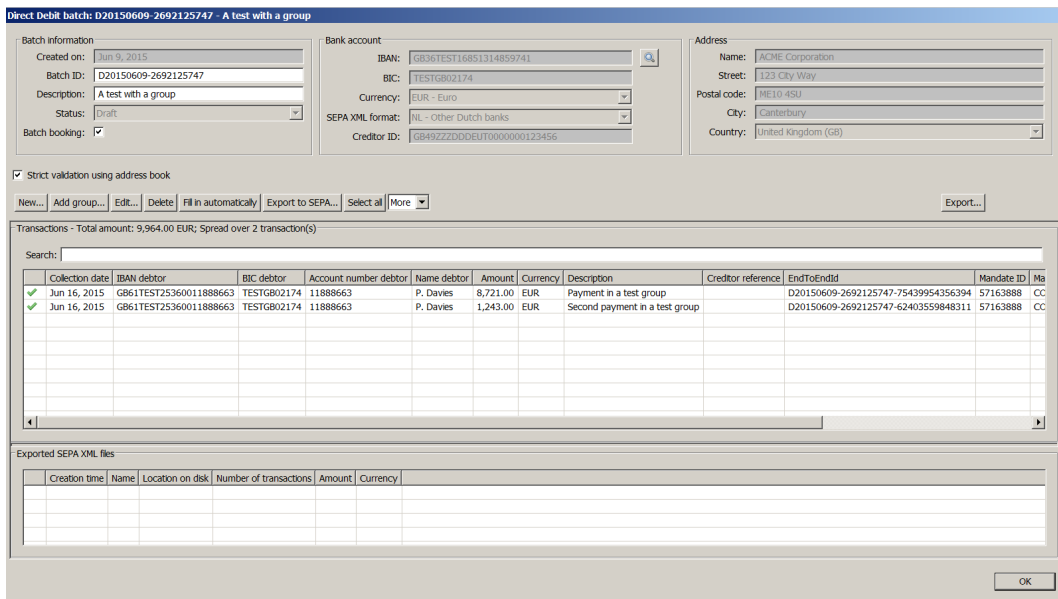 Direct Debit batch: D20150609-2692125747 - A test with a group
Batch information
Created on: Jun 9, 2015
Batch ID: D20150609-2692125747
Description: A test with a group
Status: Draft
Batch booking:
Bank account
IBAN: GB36TEST16851314859741
BIC: TESTGB02174
Currency: EUR - Euro
SEPA XML format: NL - Other Dutch banks
Creditor ID: GB49ZZZDDDEUT0000000123456
Address
Name: ACME Corporation
Street: 123 City Way
Postal code: ME10 4SU
City: Canterbury
Country: United Kingdom (GB)
Strict validation using address book
New... Add group... Edit... Delete Fill in automatically Export to SEPA... Select all More Export...
Transactions - Total amount: 9,964.00 EUR; Spread over 2 transaction(s)
Search:
Collection date IBAN debtor BIC debtor Account number debtor Name debtor Amount Currency Description Creditor reference EndToEndId Mandate ID Ma
Jun 16, 2015 GB61TEST25360011888663 TESTGB02174 11888663 P. Davies 8,721.00 EUR Payment in a test group D20150609-2692125747-75439954356394 57163888 CO
Jun 16, 2015 GB61TEST25360011888663 TESTGB02174 11888663 P. Davies 1,243.00 EUR Second payment in a test group D20150609-2692125747-62403559848311 57163888 CO
Exported SEPA XML files
Creation time Name Location on disk Number of transactions Amount Currency
OK